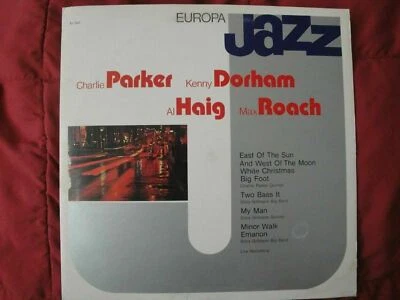 EUROPA
Jazz
Charlie Parker Kenny Dorham
Al Haig Max Roach
East Of The Sun
And West Of The Moon
White Christmas
Big Foot
Charlie Parker Quintet
Two Bass It
Dizzy Gillespie Big Band
My Man
Dizzy Gillespie Quintet
Minor Walk
Emanon
Dizzy Gillespie Big Band
Live Recording